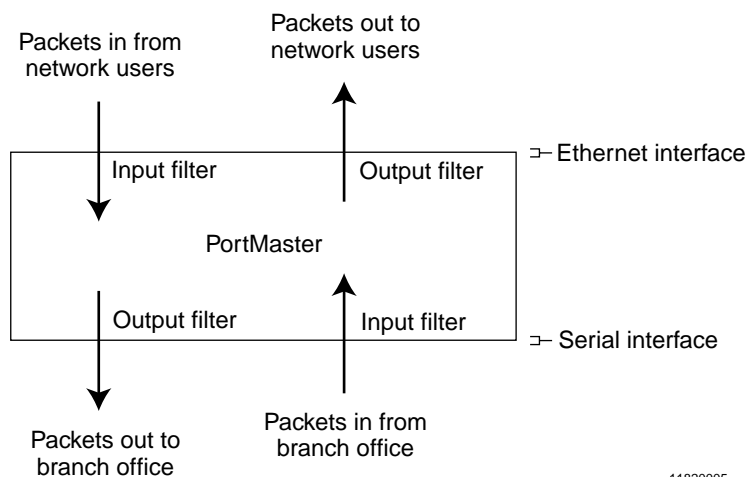 Packets in from
network users
Packets out to
network users
Input filter
Output filter
Ethernet interface
PortMaster
Output filter
Input filter
Serial interface
Packets out to
branch office
Packets in from
branch office